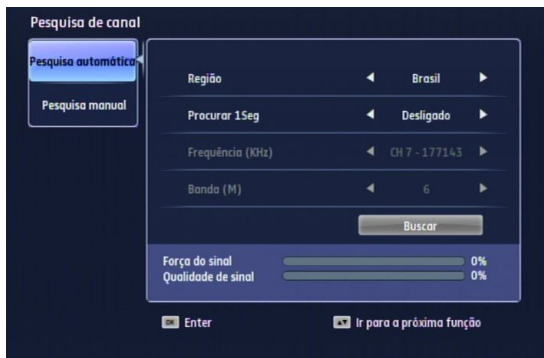 Pesquisa de canal
Pesquisa automática
Pesquisa manual
Região Brasil
Procurar 1Seg Desligado
Frequência (KHz) CH 7 - 177143
Banda (M) 6
Buscar
Força do sinal 0%
Qualidade de sinal 0%
OK Enter Ir para a próxima função